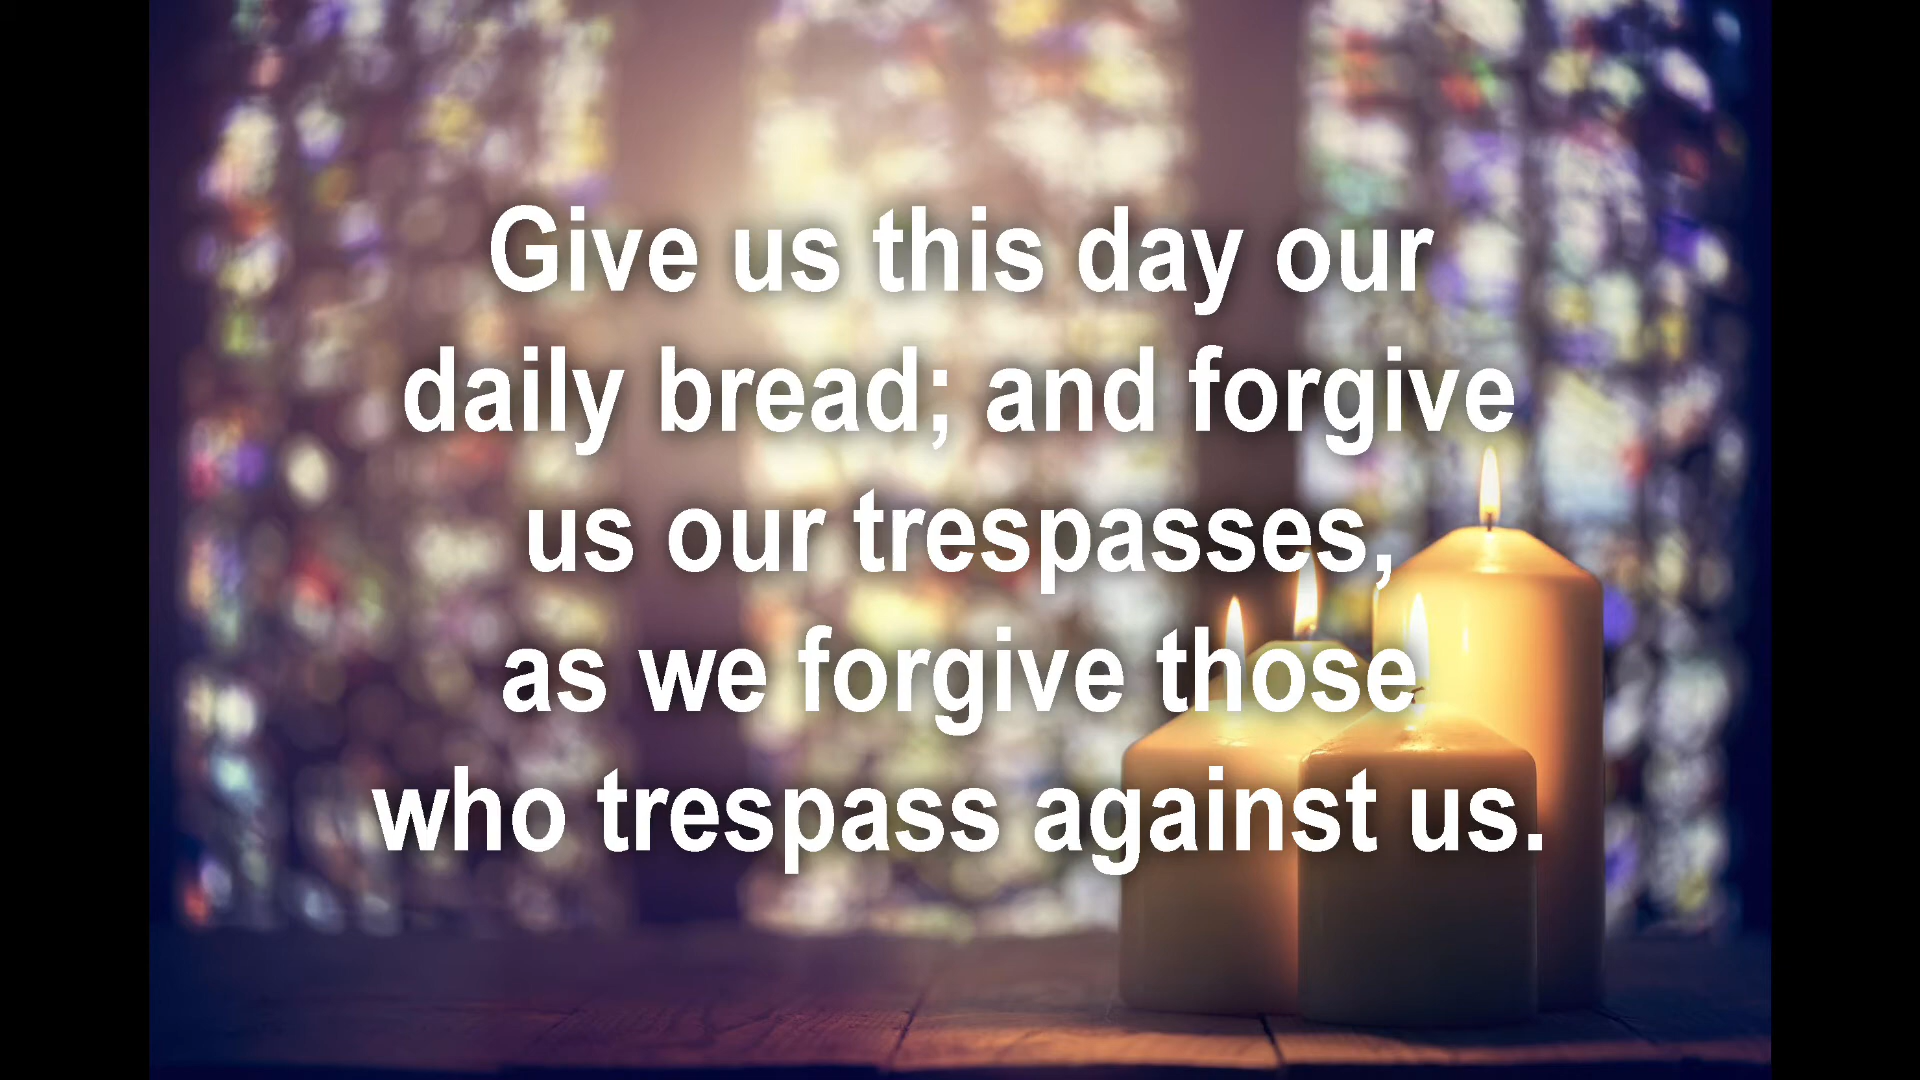 Give us this day our
daily bread; and forgive
us our trespasses,
as we forgive those
who trespass against us.